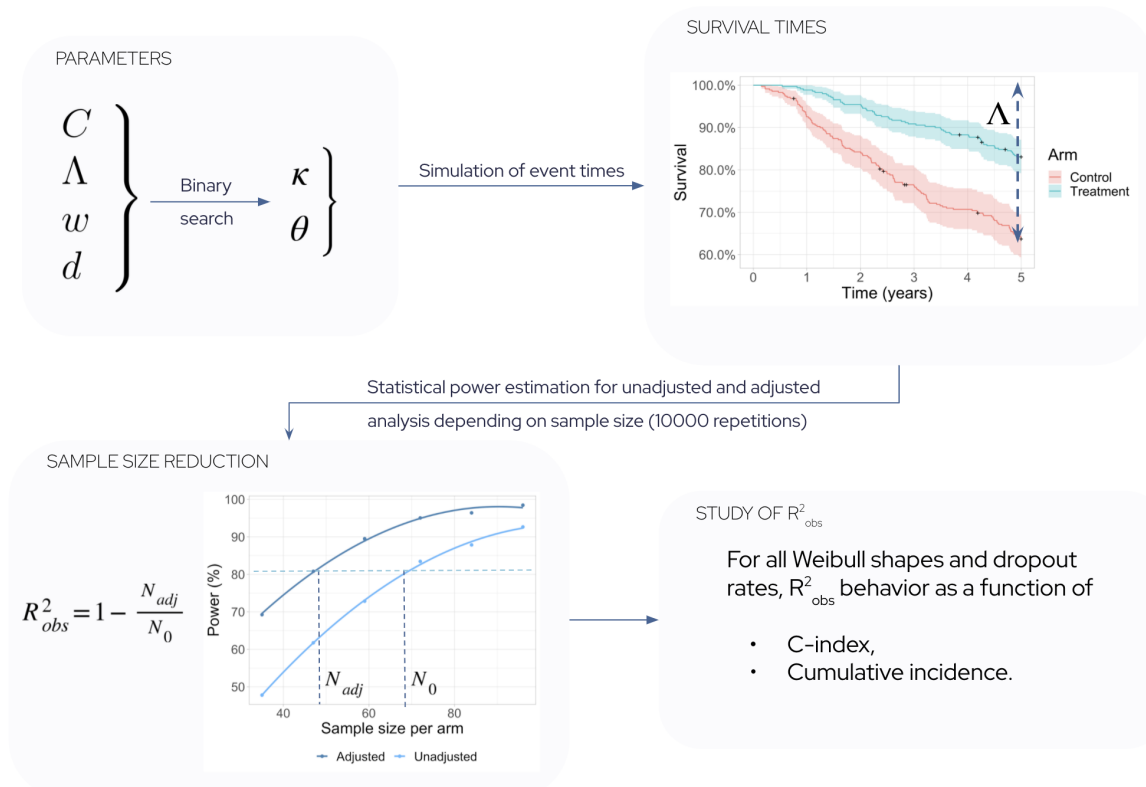 PARAMETERS
C
Λ
w
d
Binary
search
κ
θ
Simulation of event times
SURVIVAL TIMES
100.0%
90.0%
80.0%
70.0%
60.0%
Survival
0 1 2 3 4 5
Time (years)
Λ
Arm
Control
Treatment
Statistical power estimation for unadjusted and adjusted
analysis depending on sample size (10000 repetitions)
SAMPLE SIZE REDUCTION
R²obs = 1 − Nadj / N0
100
90
80
70
60
50
Power (%)
Nadj
N0
40 60 80
Sample size per arm
Adjusted Unadjusted
STUDY OF R²obs
For all Weibull shapes and dropout
rates, R²obs behavior as a function of
• C-index,
• Cumulative incidence.